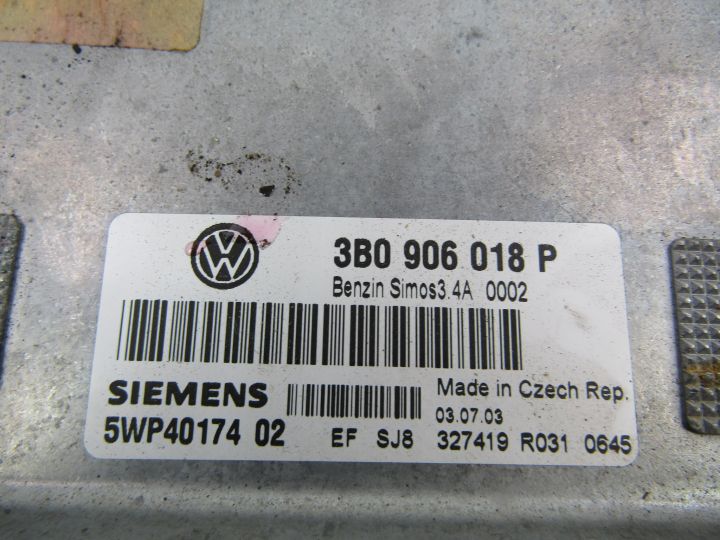 VW
3B0 906 018 P
Benzin Simos3.4A 0002
SIEMENS
Made in Czech Rep.
03.07.03
5WP40174 02
EF SJ8 327419 R031 0645